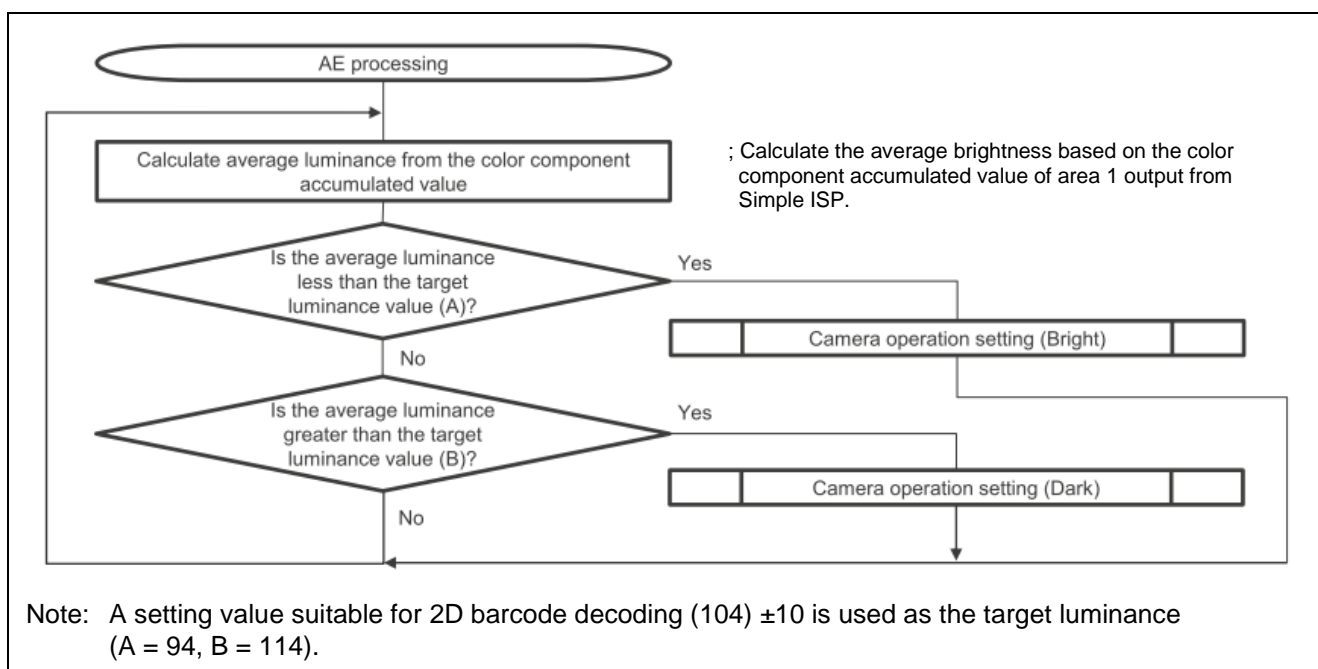 AE processing
Calculate average luminance from the color component
accumulated value
; Calculate the average brightness based on the color
component accumulated value of area 1 output from
Simple ISP.
Is the average luminance
less than the target
luminance value (A)?
Yes
Camera operation setting (Bright)
No
Is the average luminance
greater than the target
luminance value (B)?
Yes
Camera operation setting (Dark)
No
Note: A setting value suitable for 2D barcode decoding (104) ±10 is used as the target luminance
(A = 94, B = 114).